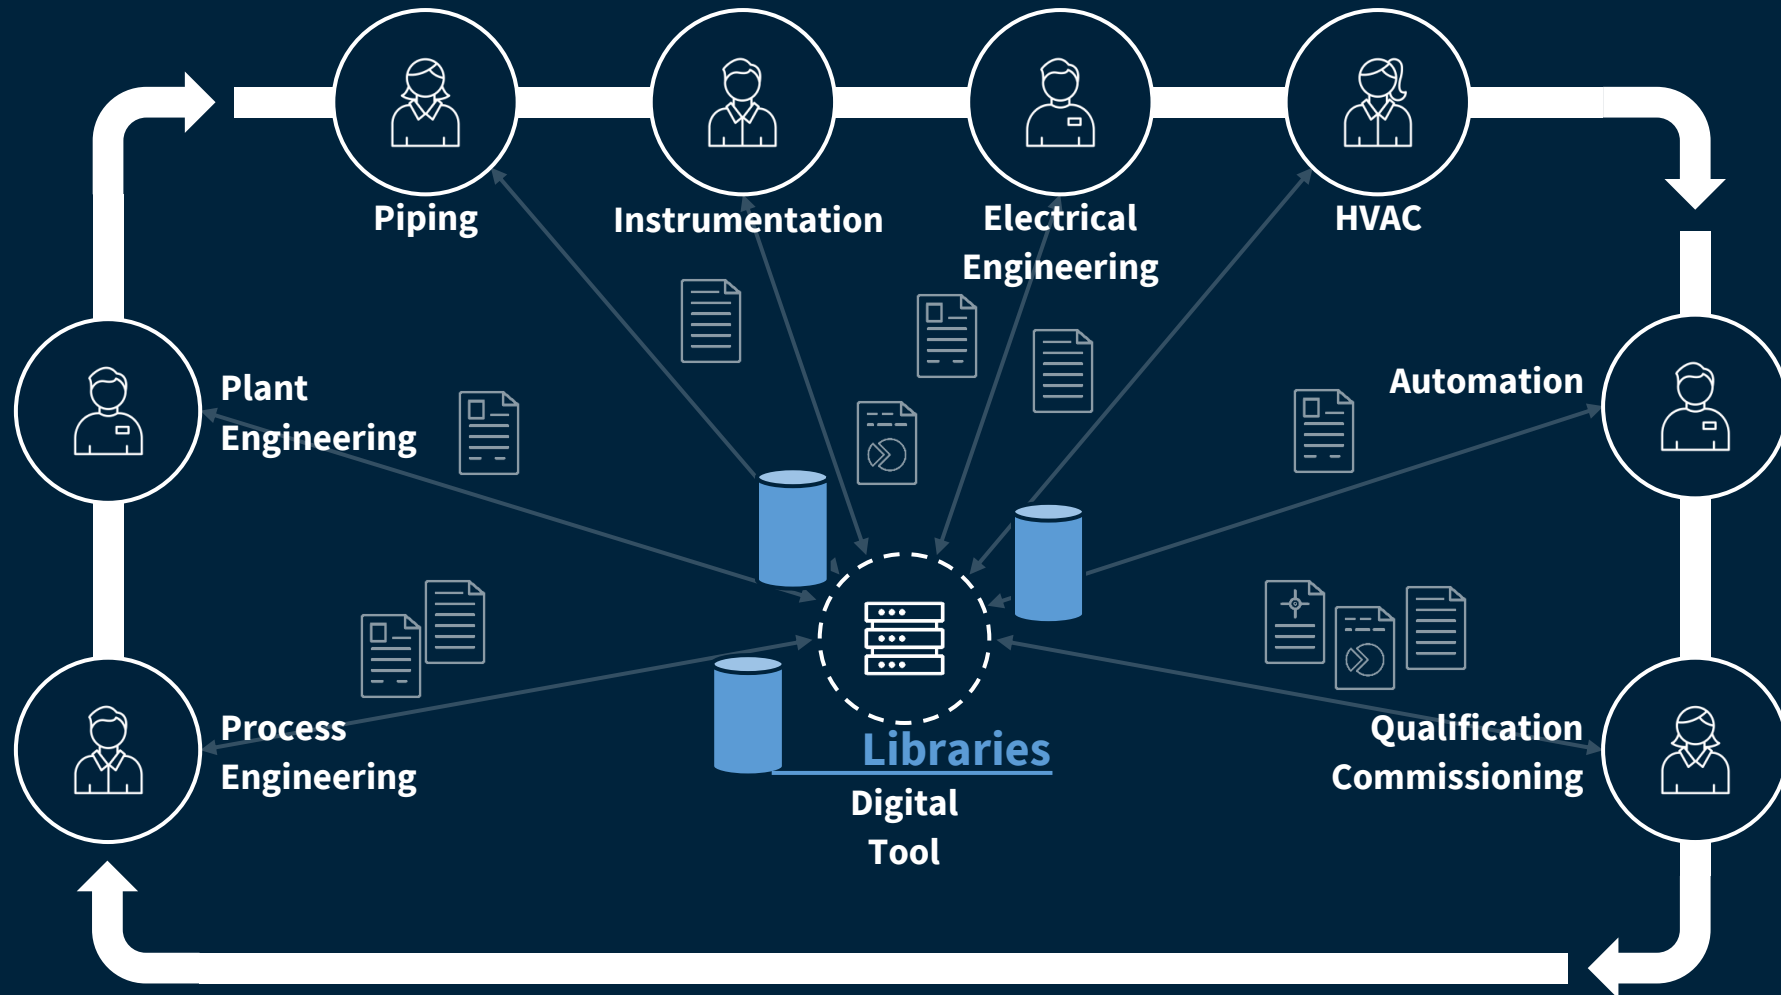 Piping
Instrumentation
Electrical
Engineering
HVAC
Plant
Engineering
Automation
Process
Engineering
Libraries
Digital
Tool
Qualification
Commissioning